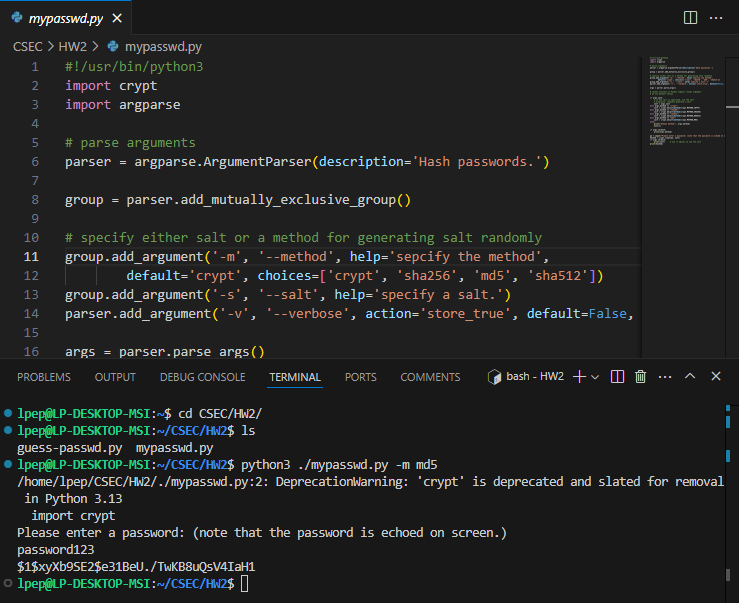 mypasswd.py
CSEC > HW2 > mypasswd.py
1 #!/usr/bin/python3
2 import crypt
3 import argparse
4
5 # parse arguments
6 parser = argparse.ArgumentParser(description='Hash passwords.')
7
8 group = parser.add_mutually_exclusive_group()
9
10 # specify either salt or a method for generating salt randomly
11 group.add_argument('-m', '--method', help='sepcify the method',
12 default='crypt', choices=['crypt', 'sha256', 'md5', 'sha512'])
13 group.add_argument('-s', '--salt', help='specify a salt.')
14 parser.add_argument('-v', '--verbose', action='store_true', default=False,
15
16 args = parser.parse_args()
PROBLEMS OUTPUT DEBUG CONSOLE TERMINAL PORTS COMMENTS bash - HW2
lpep@LP-DESKTOP-MSI:~$ cd CSEC/HW2/
lpep@LP-DESKTOP-MSI:~/CSEC/HW2$ ls
guess-passwd.py mypasswd.py
lpep@LP-DESKTOP-MSI:~/CSEC/HW2$ python3 ./mypasswd.py -m md5
/home/lpep/CSEC/HW2/./mypasswd.py:2: DeprecationWarning: 'crypt' is deprecated and slated for removal
in Python 3.13
import crypt
Please enter a password: (note that the password is echoed on screen.)
password123
$1$xyXb9SE2$e31BeU./TwKB8uQsV4IaH1
lpep@LP-DESKTOP-MSI:~/CSEC/HW2$